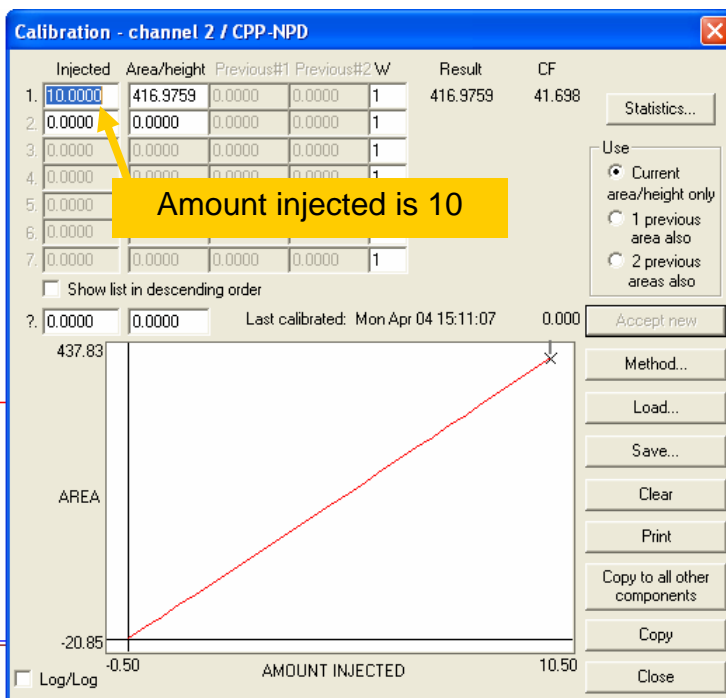 Calibration - channel 2 / CPP-NPD
Injected Area/height Previous#1 Previous#2 W Result CF
1. 10.0000 416.9759 0.0000 0.0000 1 416.9759 41.698
2. 0.0000 0.0000 0.0000 0.0000 1
3. 0.0000 0.0000 0.0000 0.0000 1
4. 0.0000 1
5. 0.0000 1
6. 0.0000 1
7. 0.0000 0.0000 0.0000 0.0000 1
Amount injected is 10
Show list in descending order
?. 0.0000 0.0000 Last calibrated: Mon Apr 04 15:11:07 0.000
Statistics...
Use
Current
area/height only
1 previous
area also
2 previous
areas also
Accept new
Method...
Load...
Save...
Clear
Print
Copy to all other
components
Copy
Close
437.83
AREA
-20.85
-0.50 AMOUNT INJECTED 10.50
Log/Log